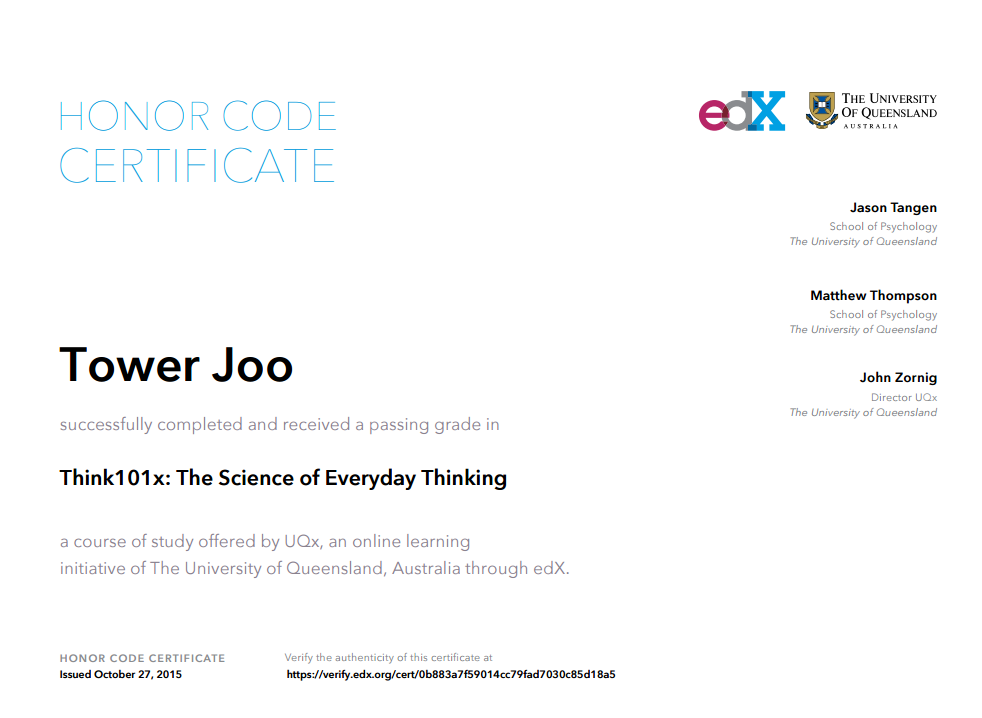 HONOR CODE
CERTIFICATE
edX
THE UNIVERSITY
OF QUEENSLAND
AUSTRALIA
Jason Tangen
School of Psychology
The University of Queensland
Matthew Thompson
School of Psychology
The University of Queensland
John Zornig
Director UQx
The University of Queensland
Tower Joo
successfully completed and received a passing grade in
Think101x: The Science of Everyday Thinking
a course of study offered by UQx, an online learning
initiative of The University of Queensland, Australia through edX.
HONOR CODE CERTIFICATE
Issued October 27, 2015
Verify the authenticity of this certificate at
https://verify.edx.org/cert/0b883a7f59014cc79fad7030c85d18a5